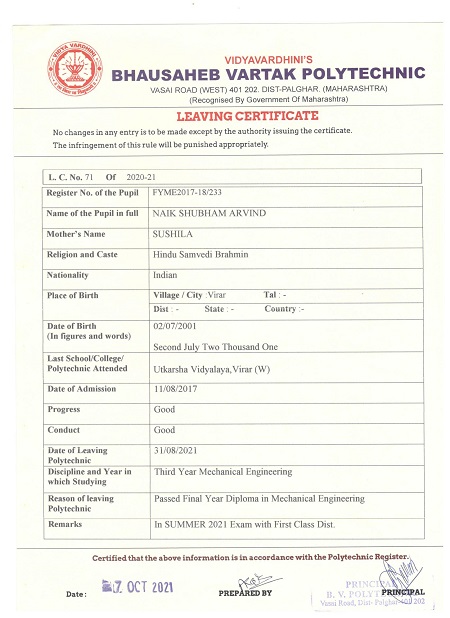 VIDYA VARDHINI
VIDYAVARDHINI'S
BHAUSAHEB VARTAK POLYTECHNIC
VASAI ROAD (WEST) 401 202. DIST-PALGHAR. (MAHARASHTRA)
(Recognised By Government Of Maharashtra)
LEAVING CERTIFICATE
No changes in any entry is to be made except by the authority issuing the certificate.
The infringement of this rule will be punished appropriately.
L. C. No. 71 Of 2020-21
Register No. of the Pupil FYME2017-18/233
Name of the Pupil in full NAIK SHUBHAM ARVIND
Mother's Name SUSHILA
Religion and Caste Hindu Samvedi Brahmin
Nationality Indian
Place of Birth Village / City :Virar Tal : -
Dist : - State : - Country :-
Date of Birth 02/07/2001
(In figures and words)
Second July Two Thousand One
Last School/College/
Polytechnic Attended Utkarsha Vidyalaya,Virar (W)
Date of Admission 11/08/2017
Progress Good
Conduct Good
Date of Leaving 31/08/2021
Polytechnic
Discipline and Year in Third Year Mechanical Engineering
which Studying
Reason of leaving Passed Final Year Diploma in Mechanical Engineering
Polytechnic
Remarks In SUMMER 2021 Exam with First Class Dist.
Certified that the above information is in accordance with the Polytechnic Register.
Date : 7 OCT 2021 PREPARED BY PRINCIPAL
B. V. POLY
Vasai Road, Dist- Palghar-401 202